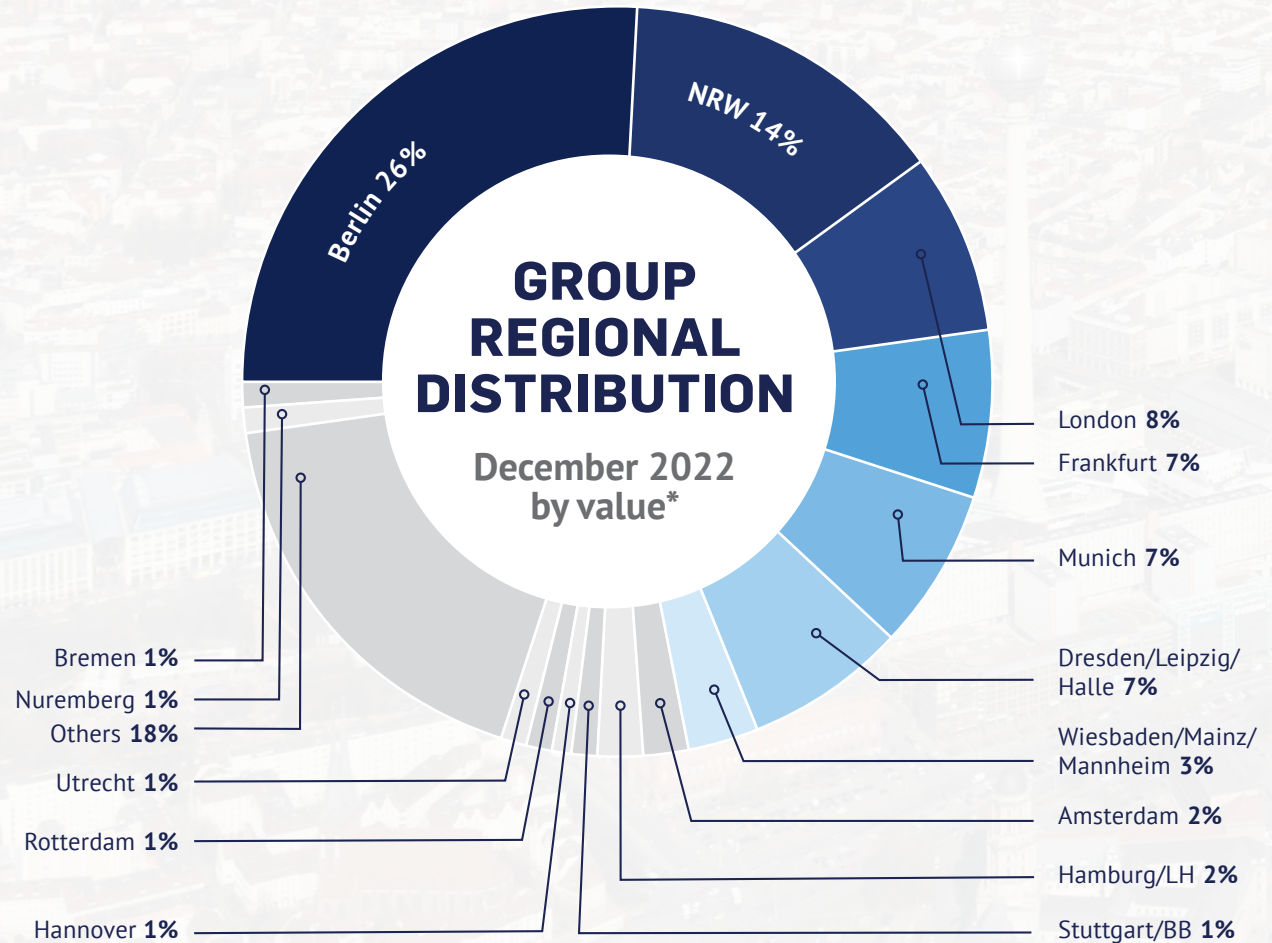 Berlin 26%
NRW 14%
GROUP
REGIONAL
DISTRIBUTION
December 2022
by value*
London 8%
Frankfurt 7%
Munich 7%
Dresden/Leipzig/
Halle 7%
Wiesbaden/Mainz/
Mannheim 3%
Amsterdam 2%
Hamburg/LH 2%
Stuttgart/BB 1%
Bremen 1%
Nuremberg 1%
Others 18%
Utrecht 1%
Rotterdam 1%
Hannover 1%